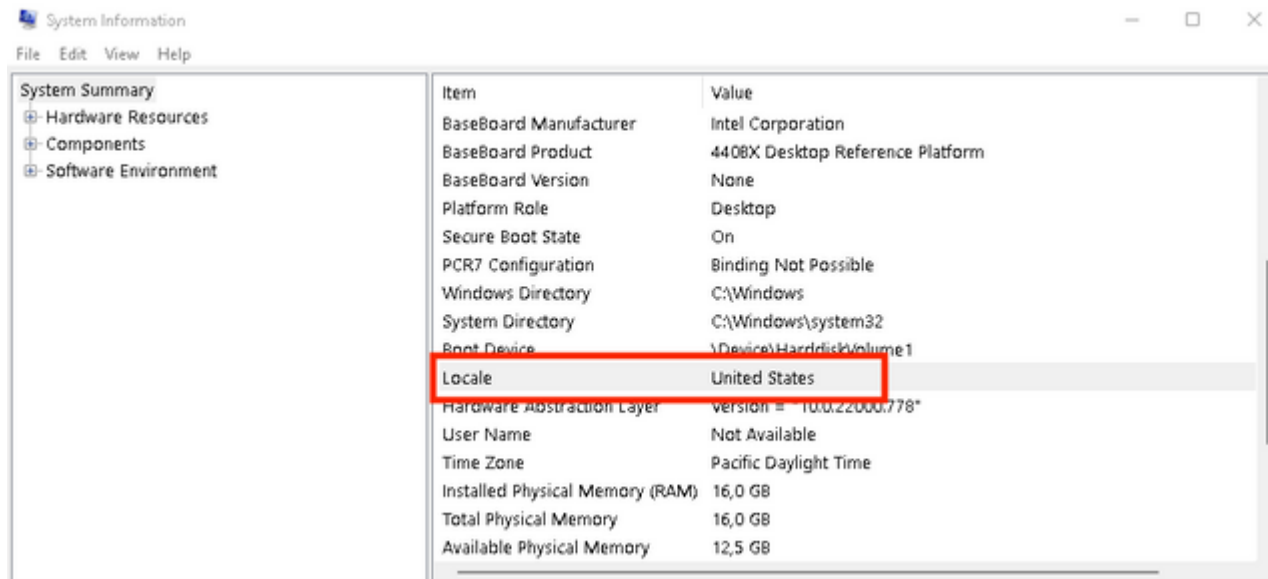 System Information
File Edit View Help
System Summary
Hardware Resources
Components
Software Environment
Item Value
BaseBoard Manufacturer Intel Corporation
BaseBoard Product 440BX Desktop Reference Platform
BaseBoard Version None
Platform Role Desktop
Secure Boot State On
PCR7 Configuration Binding Not Possible
Windows Directory C:\Windows
System Directory C:\Windows\system32
Boot Device \Device\HarddiskVolume1
Locale United States
Hardware Abstraction Layer Version = "10.0.22000.778"
User Name Not Available
Time Zone Pacific Daylight Time
Installed Physical Memory (RAM) 16,0 GB
Total Physical Memory 16,0 GB
Available Physical Memory 12,5 GB